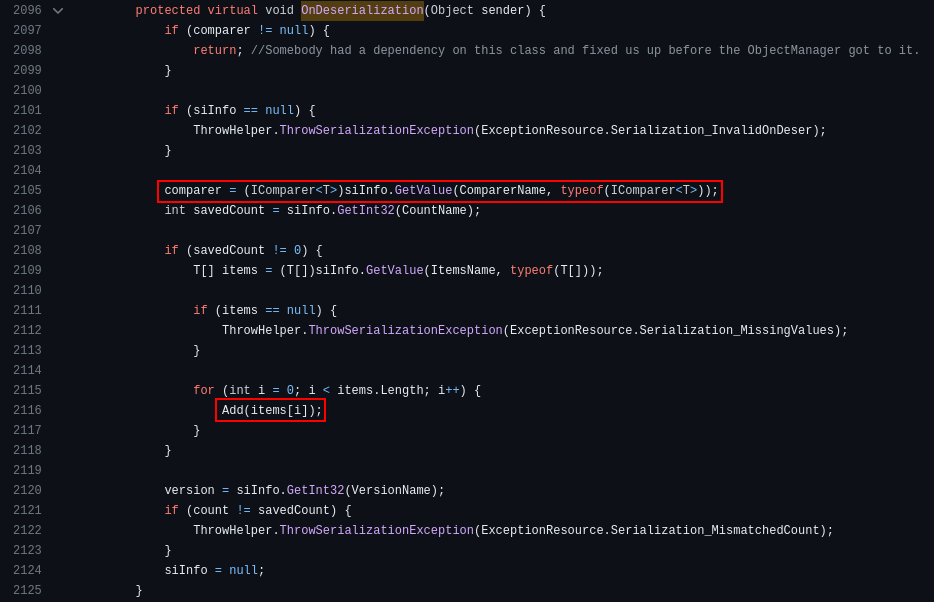 2096 protected virtual void OnDeserialization(Object sender) {
2097 if (comparer != null) {
2098 return; //Somebody had a dependency on this class and fixed us up before the ObjectManager got to it.
2099 }
2100
2101 if (siInfo == null) {
2102 ThrowHelper.ThrowSerializationException(ExceptionResource.Serialization_InvalidOnDeser);
2103 }
2104
2105 comparer = (IComparer<T>)siInfo.GetValue(ComparerName, typeof(IComparer<T>));
2106 int savedCount = siInfo.GetInt32(CountName);
2107
2108 if (savedCount != 0) {
2109 T[] items = (T[])siInfo.GetValue(ItemsName, typeof(T[]));
2110
2111 if (items == null) {
2112 ThrowHelper.ThrowSerializationException(ExceptionResource.Serialization_MissingValues);
2113 }
2114
2115 for (int i = 0; i < items.Length; i++) {
2116 Add(items[i]);
2117 }
2118 }
2119
2120 version = siInfo.GetInt32(VersionName);
2121 if (count != savedCount) {
2122 ThrowHelper.ThrowSerializationException(ExceptionResource.Serialization_MismatchedCount);
2123 }
2124 siInfo = null;
2125 }